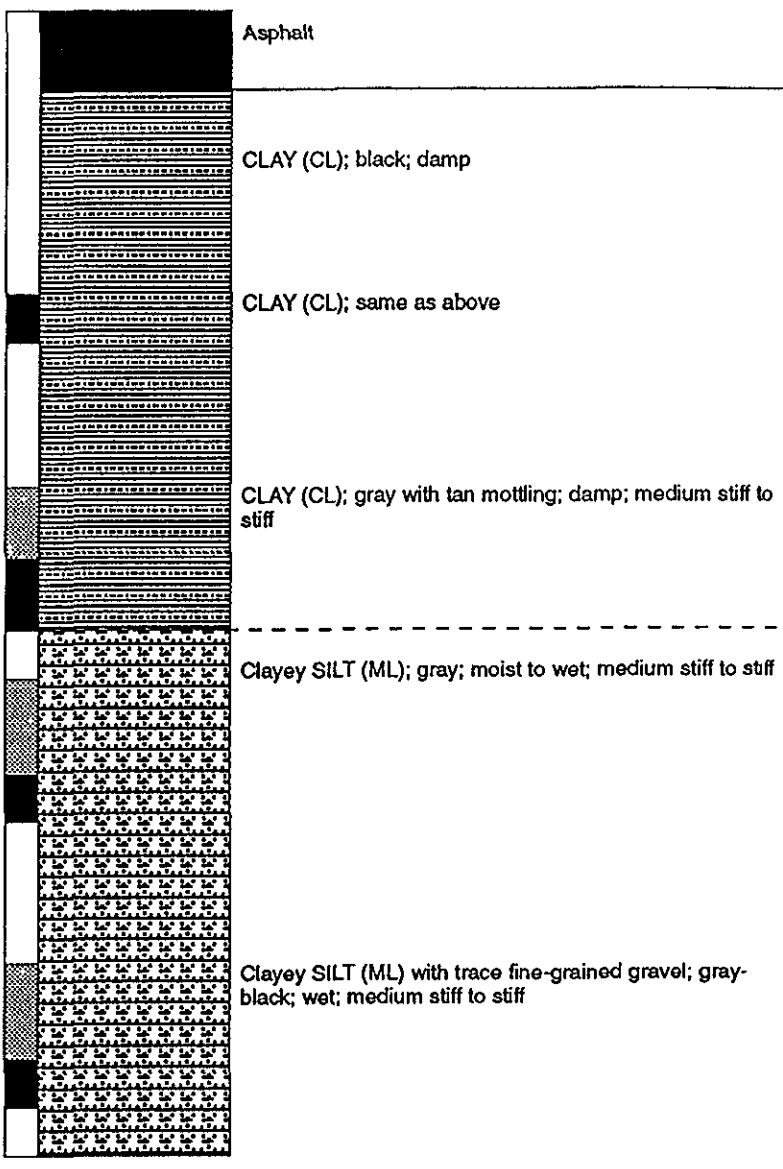 Asphalt
CLAY (CL); black; damp
CLAY (CL); same as above
CLAY (CL); gray with tan mottling; damp; medium stiff to
stiff
Clayey SILT (ML); gray; moist to wet; medium stiff to stiff
Clayey SILT (ML) with trace fine-grained gravel; gray-
black; wet; medium stiff to stiff